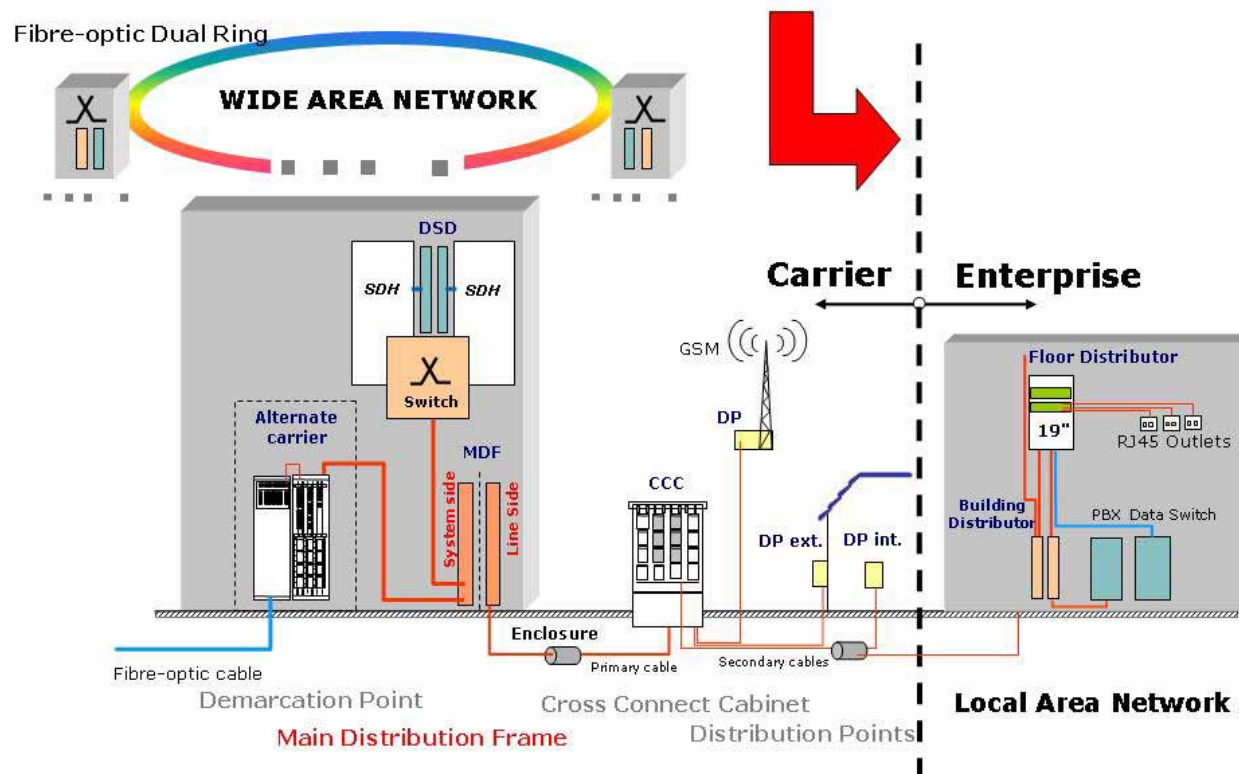 Fibre-optic Dual Ring
WIDE AREA NETWORK
DSD
SDH
SDH
Switch
Alternate
carrier
MDF
System side
Line Side
Carrier
Enterprise
GSM
DP
CCC
DP ext.
DP int.
Floor Distributor
19"
RJ45 Outlets
Building
Distributor
PBX Data Switch
Enclosure
Primary cable
Secondary cables
Fibre-optic cable
Demarcation Point
Main Distribution Frame
Cross Connect Cabinet
Distribution Points
Local Area Network